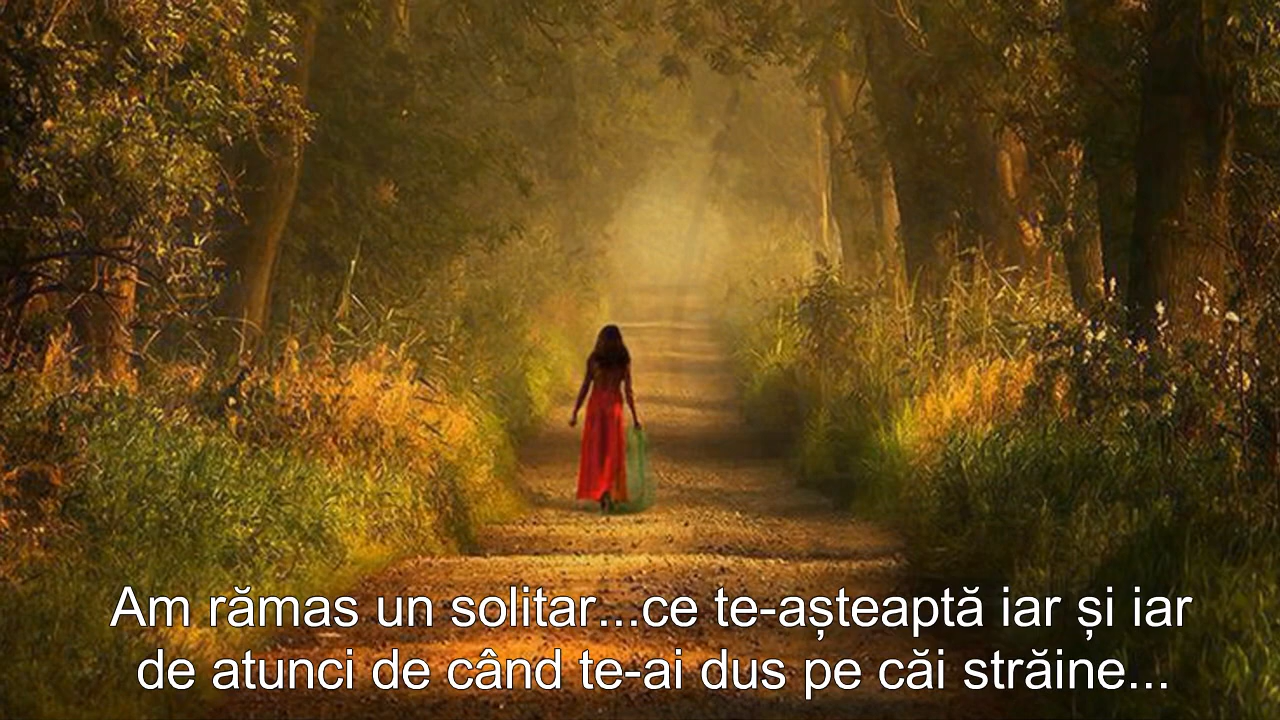 Am rămas un solitar...ce te-așteaptă iar și iar
de atunci de când te-ai dus pe căi străine...